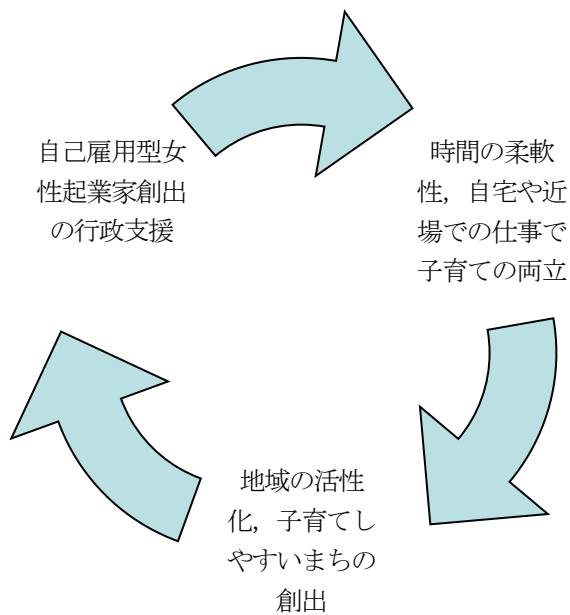 自己雇用型女
性起業家創出
の行政支援
時間の柔軟
性，自宅や近
場での仕事で
子育ての両立
地域の活性
化，子育てし
やすいまちの
創出